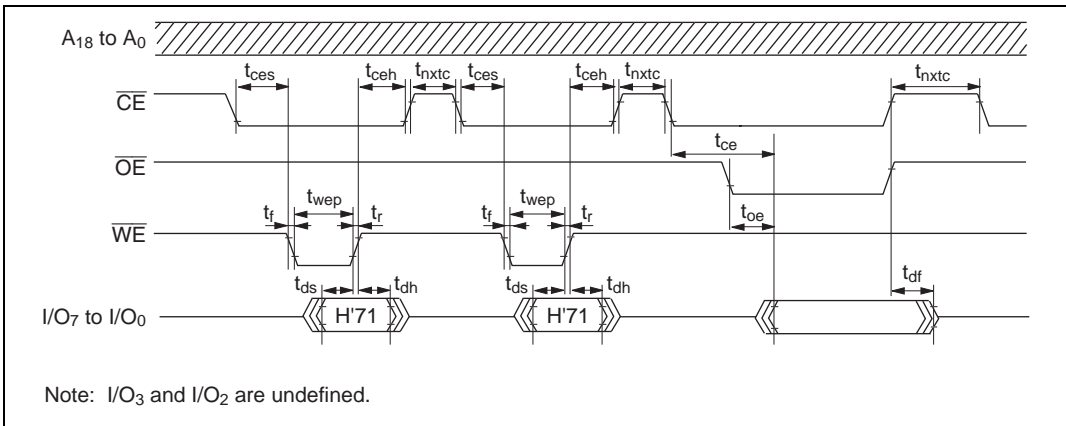 A18 to A0
tces tceh tnxtc tces tceh tnxtc tnxtc
CE
tce
OE
twep twep toe
tf tr tf tr
WE
tds tdh tds tdh tdf
I/O7 to I/O0 H'71 H'71
Note: I/O3 and I/O2 are undefined.